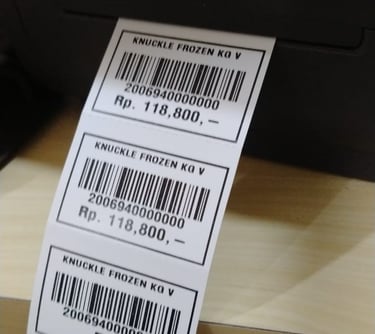 KNUCKLE FROZEN KG V
2006940000000
Rp. 118,800,–
KNUCKLE FROZEN KG V
2006940000000
Rp. 118,800,–
KNUCKLE FROZEN KG V